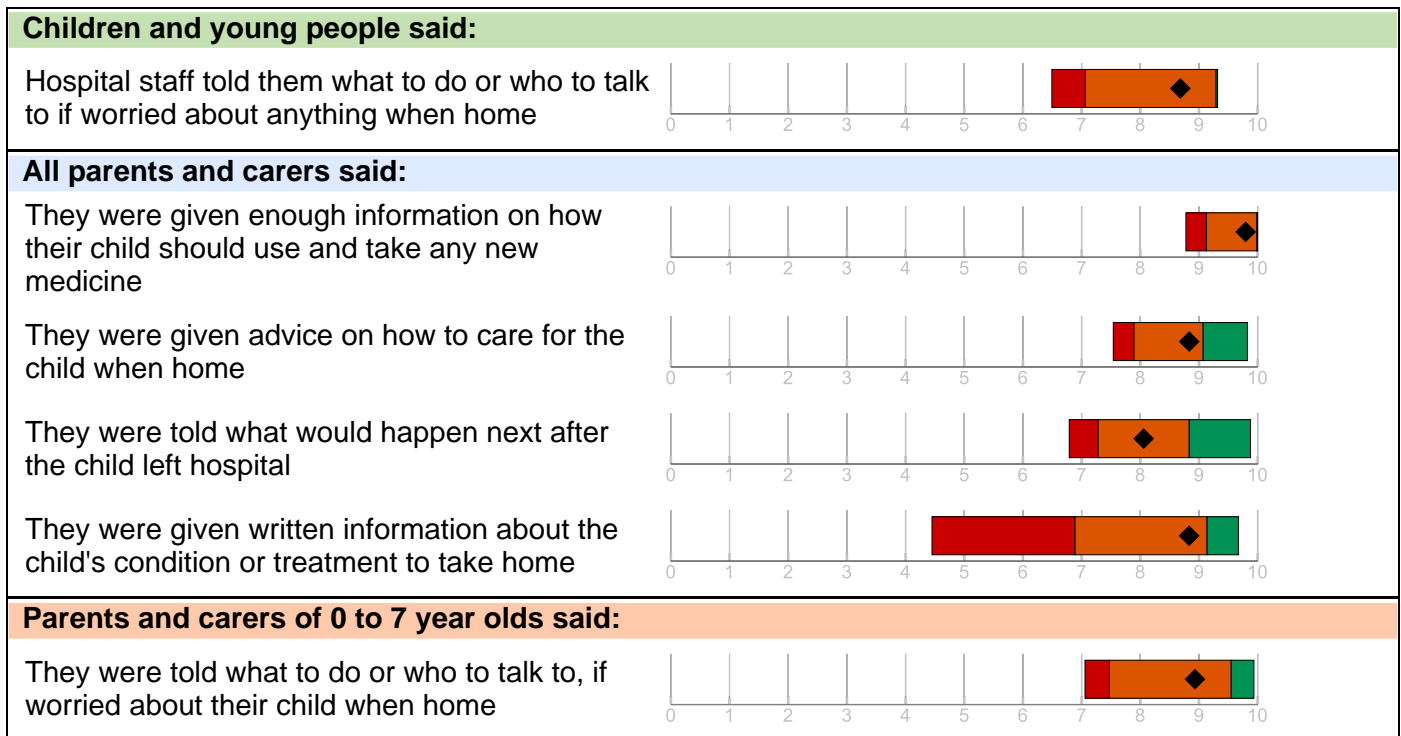 Children and young people said:
Hospital staff told them what to do or who to talk
to if worried about anything when home
0 1 2 3 4 5 6 7 8 9 10
All parents and carers said:
They were given enough information on how
their child should use and take any new
medicine
0 1 2 3 4 5 6 7 8 9 10
They were given advice on how to care for the
child when home
0 1 2 3 4 5 6 7 8 9 10
They were told what would happen next after
the child left hospital
0 1 2 3 4 5 6 7 8 9 10
They were given written information about the
child's condition or treatment to take home
0 1 2 3 4 5 6 7 8 9 10
Parents and carers of 0 to 7 year olds said:
They were told what to do or who to talk to, if
worried about their child when home
0 1 2 3 4 5 6 7 8 9 10